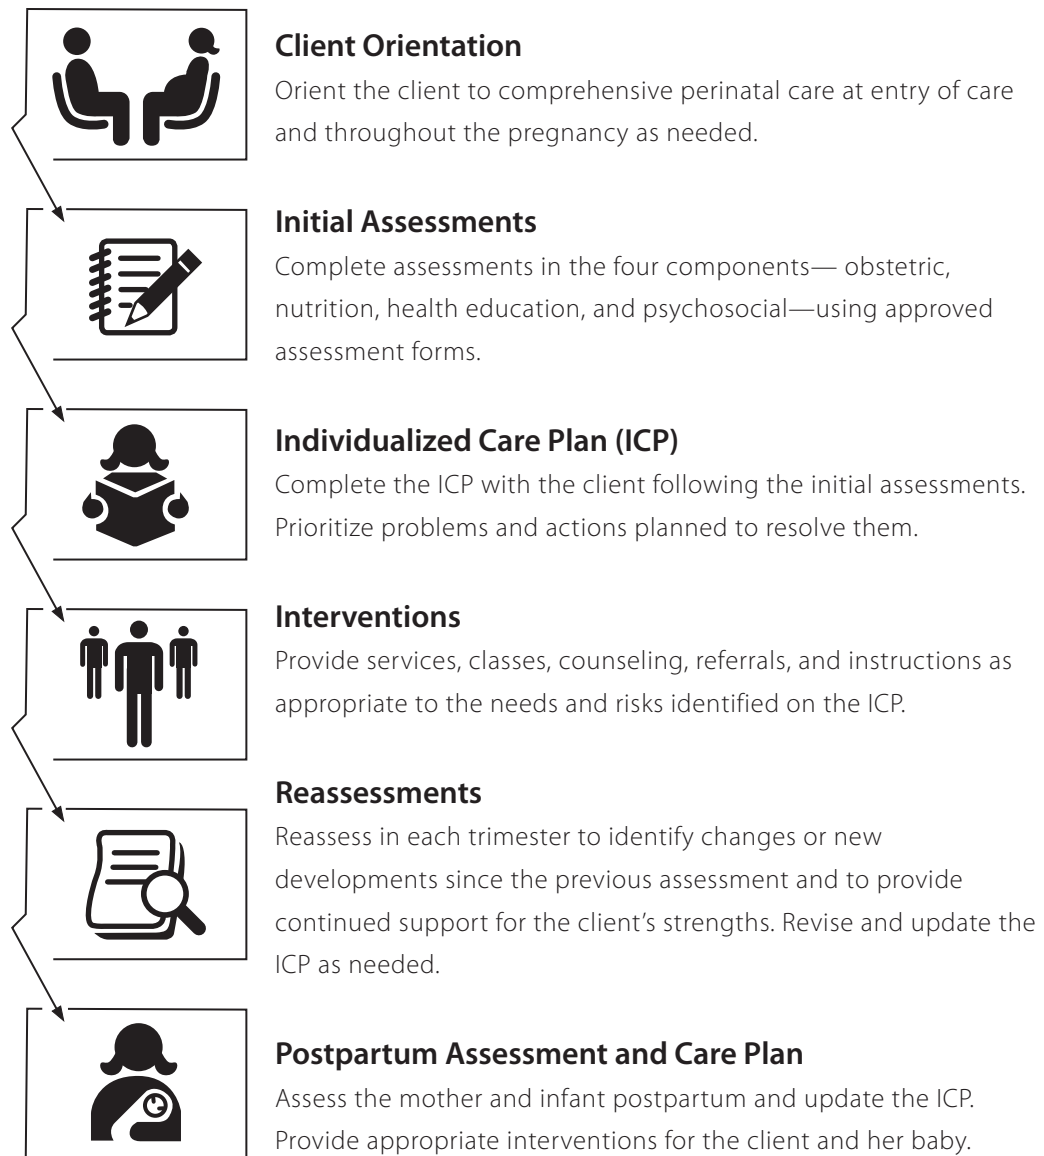 Client Orientation
Orient the client to comprehensive perinatal care at entry of care
and throughout the pregnancy as needed.
Initial Assessments
Complete assessments in the four components— obstetric,
nutrition, health education, and psychosocial—using approved
assessment forms.
Individualized Care Plan (ICP)
Complete the ICP with the client following the initial assessments.
Prioritize problems and actions planned to resolve them.
Interventions
Provide services, classes, counseling, referrals, and instructions as
appropriate to the needs and risks identified on the ICP.
Reassessments
Reassess in each trimester to identify changes or new
developments since the previous assessment and to provide
continued support for the client’s strengths. Revise and update the
ICP as needed.
Postpartum Assessment and Care Plan
Assess the mother and infant postpartum and update the ICP.
Provide appropriate interventions for the client and her baby.